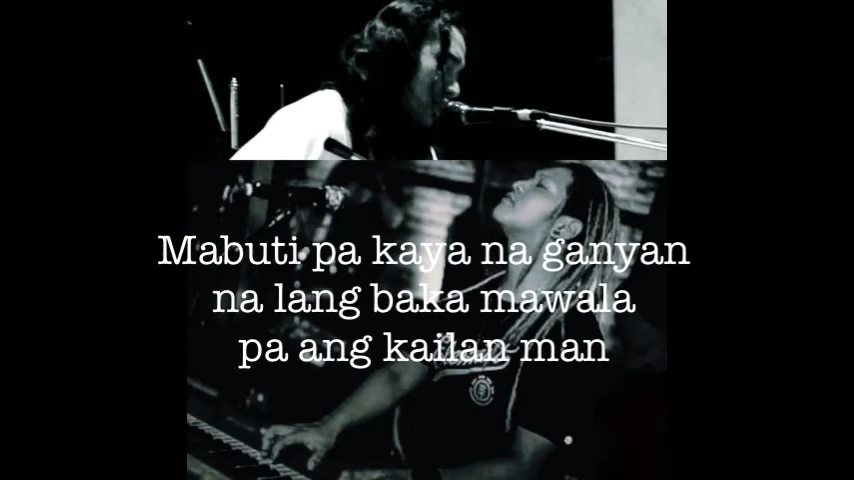 Mabuti pa kaya na ganyan
na lang baka mawala
pa ang kailan man